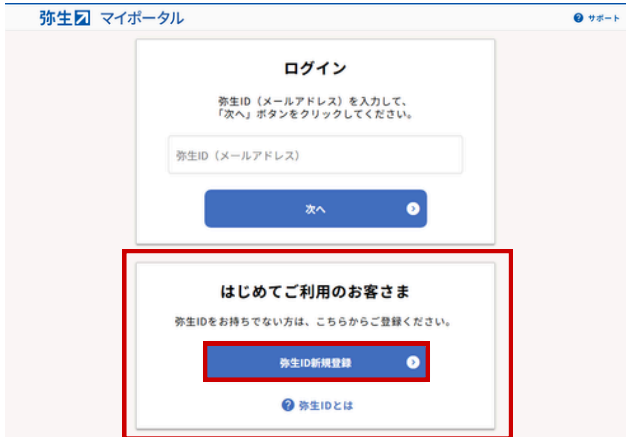 弥生 マイポータル
サポート
ログイン
弥生ID（メールアドレス）を入力して、
「次へ」ボタンをクリックしてください。
弥生ID（メールアドレス）
次へ
はじめてご利用のお客さま
弥生IDをお持ちでない方は、こちらからご登録ください。
弥生ID新規登録
弥生IDとは